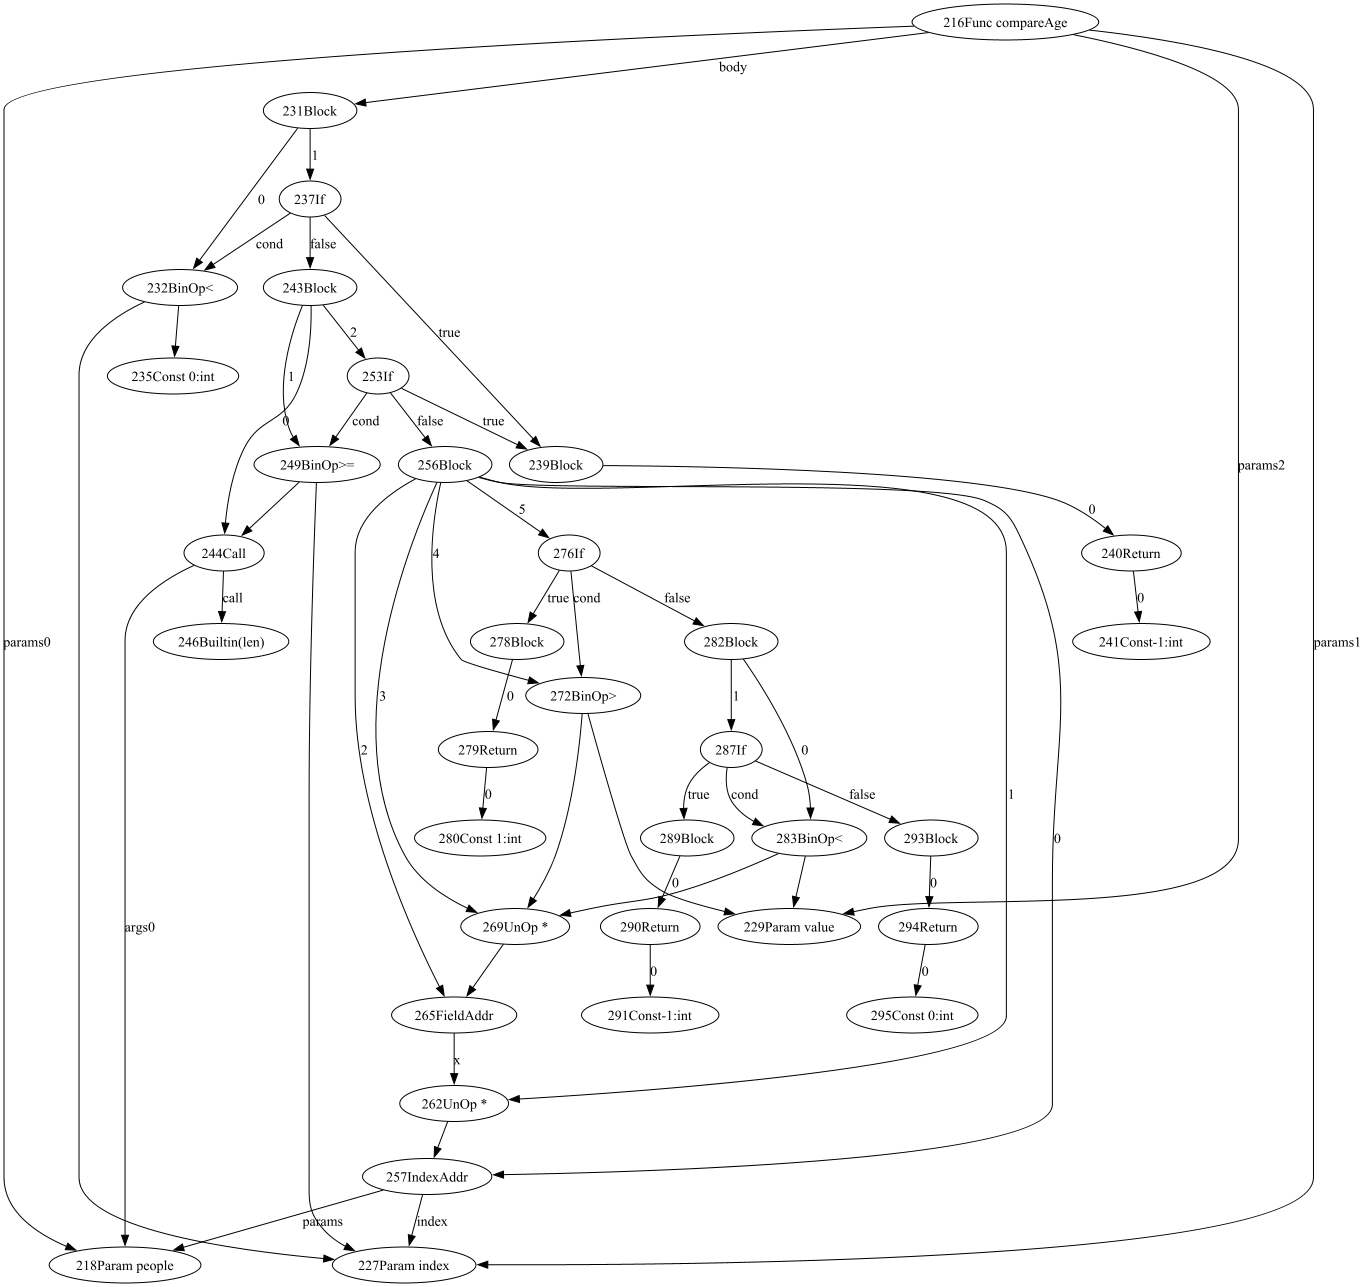 216Func compareAge
body
231Block
1
0
237If
cond
false
232BinOp<
243Block
true
2
235Const 0:int
1
253If
0
cond
false
true
249BinOp>=
256Block
239Block
params2
5
0
4
244Call
276If
240Return
call
true
cond
false
0
params0
246Builtin(len)
278Block
282Block
241Const-1:int
params1
3
0
272BinOp>
1
2
279Return
287If
0
0
true
cond
false
1
280Const 1:int
289Block
283BinOp<
293Block
0
0
0
args0
269UnOp *
290Return
229Param value
294Return
0
0
265FieldAddr
291Const-1:int
295Const 0:int
x
262UnOp *
257IndexAddr
params
index
218Param people
227Param index